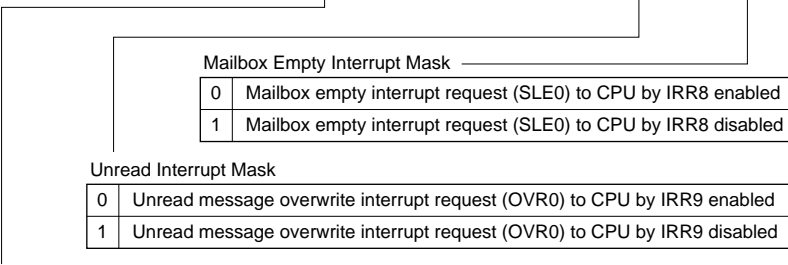 Mailbox Empty Interrupt Mask
0 Mailbox empty interrupt request (SLE0) to CPU by IRR8 enabled
1 Mailbox empty interrupt request (SLE0) to CPU by IRR8 disabled
Unread Interrupt Mask
0 Unread message overwrite interrupt request (OVR0) to CPU by IRR9 enabled
1 Unread message overwrite interrupt request (OVR0) to CPU by IRR9 disabled